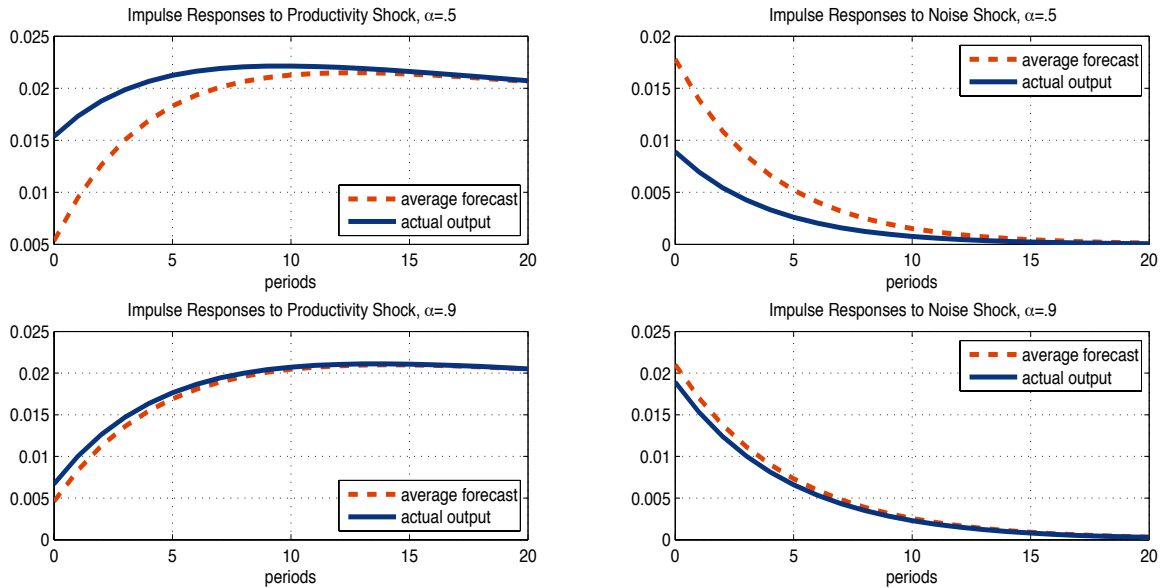 Impulse Responses to Productivity Shock, α=.5
0.025
0.02
0.015
0.01
0.005
0 5 10 15 20
periods
average forecast
actual output
Impulse Responses to Noise Shock, α=.5
0.02
0.015
0.01
0.005
0
0 5 10 15 20
periods
average forecast
actual output
Impulse Responses to Productivity Shock, α=.9
0.025
0.02
0.015
0.01
0.005
0
0 5 10 15 20
periods
average forecast
actual output
Impulse Responses to Noise Shock, α=.9
0.025
0.02
0.015
0.01
0.005
0
0 5 10 15 20
periods
average forecast
actual output